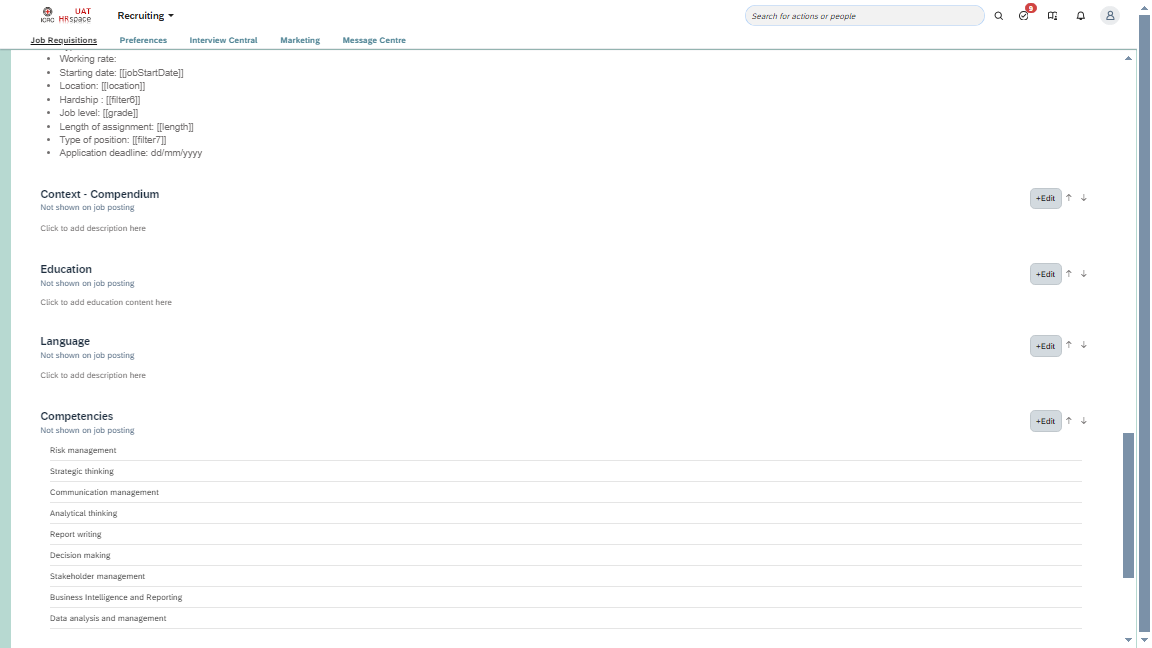 ICRC
UAT
HRspace
Recruiting
Search for actions or people
9
Job Requisitions
Preferences
Interview Central
Marketing
Message Centre
Working rate:
Starting date: [[jobStartDate]]
Location: [[location]]
Hardship : [[filter6]]
Job level: [[grade]]
Length of assignment: [[length]]
Type of position: [[filter7]]
Application deadline: dd/mm/yyyy
Context - Compendium
Not shown on job posting
+Edit
Click to add description here
Education
Not shown on job posting
+Edit
Click to add education content here
Language
Not shown on job posting
+Edit
Click to add description here
Competencies
Not shown on job posting
+Edit
Risk management
Strategic thinking
Communication management
Analytical thinking
Report writing
Decision making
Stakeholder management
Business Intelligence and Reporting
Data analysis and management